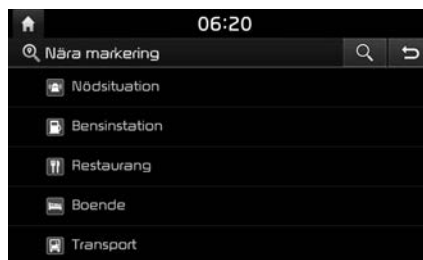 06:20
Nära markering
Nödsituation
Bensinstation
Restaurang
Boende
Transport